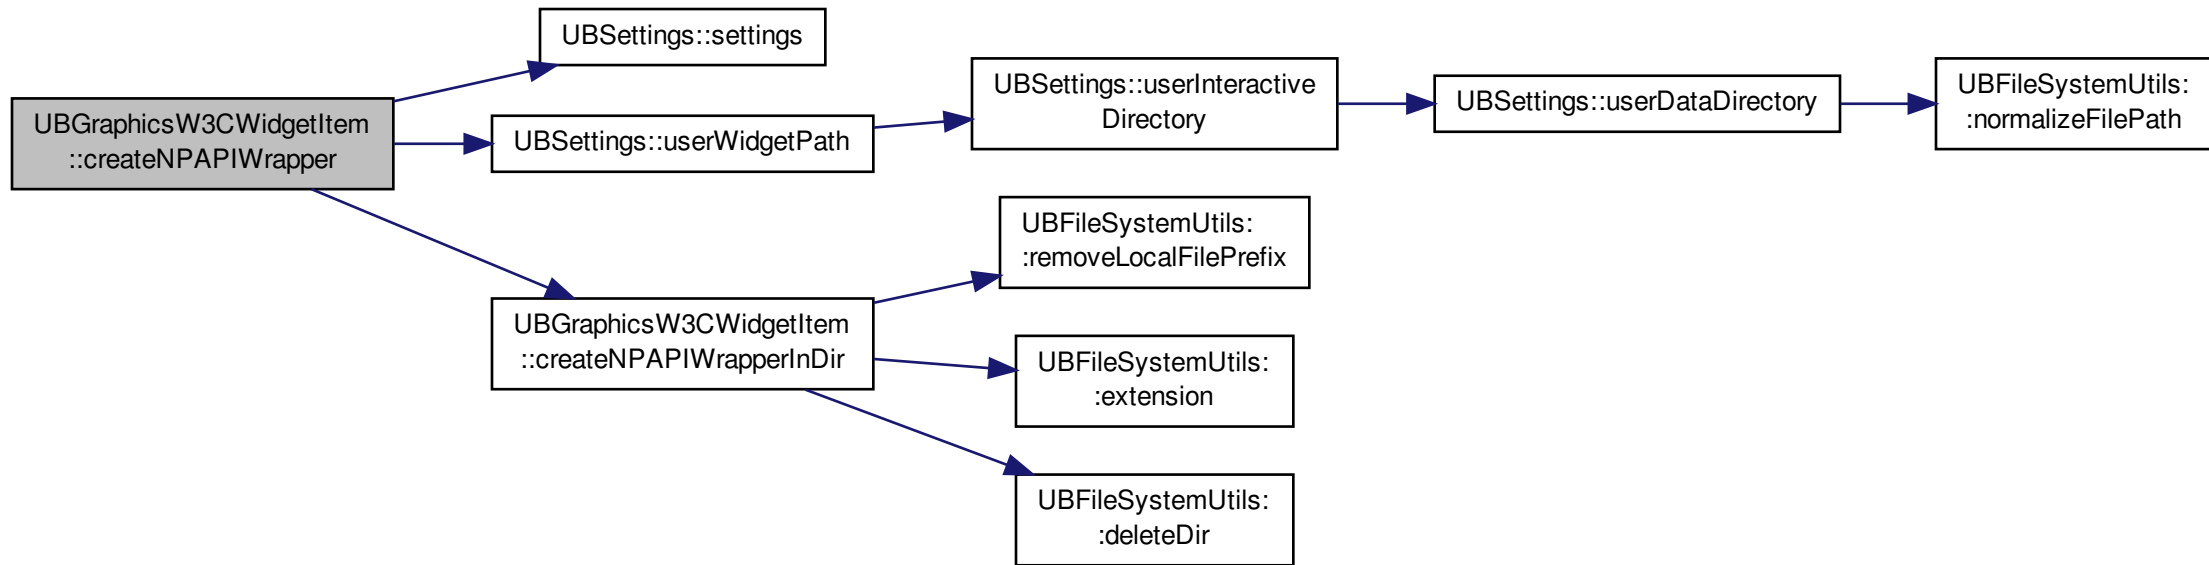 UBGraphicsW3CWidgetItem
::createNPAPIWrapper
UBSettings::settings
UBSettings::userWidgetPath
UBSettings::userInteractive
Directory
UBSettings::userDataDirectory
UBFileSystemUtils:
:normalizeFilePath
UBGraphicsW3CWidgetItem
::createNPAPIWrapperInDir
UBFileSystemUtils:
:removeLocalFilePrefix
UBFileSystemUtils:
:extension
UBFileSystemUtils:
:deleteDir